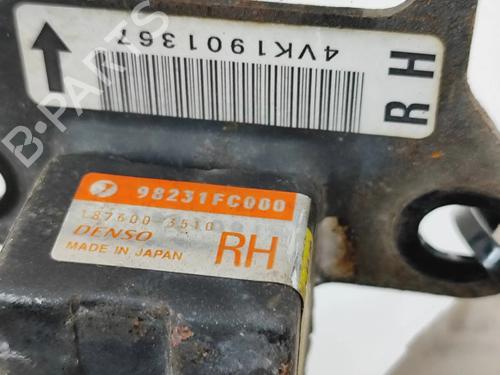 4VK1901367
RH
98231FC000
187600 3510
DENSO
MADE IN JAPAN
RH
B-PARTS